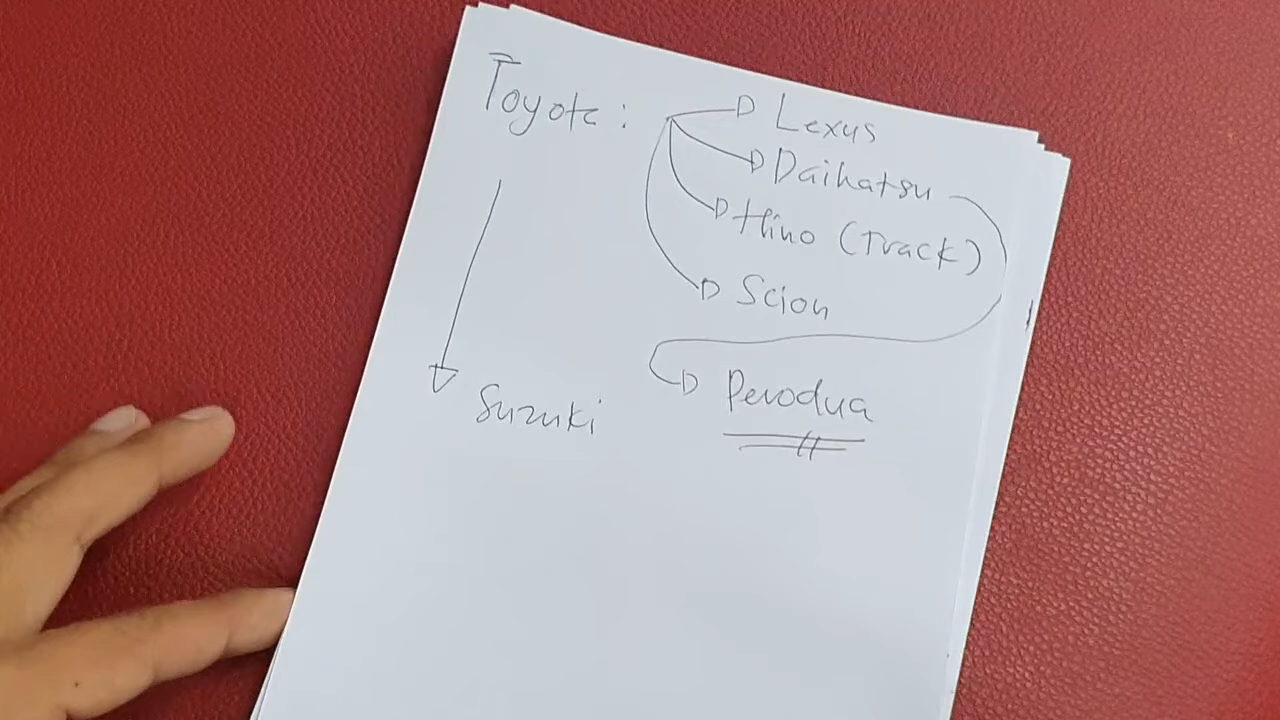 Toyota:
Lexus
Daihatsu
Hino (Track)
Scion
Perodua
Suzuki